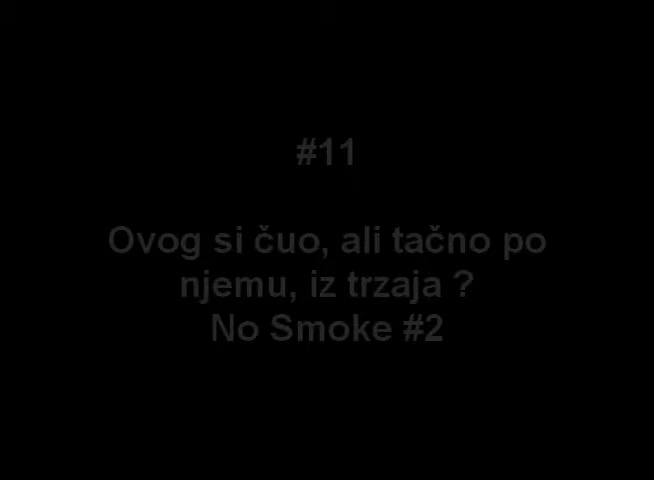 #11
Ovog si čuo, ali tačno po
njemu, iz trzaja ?
No Smoke #2